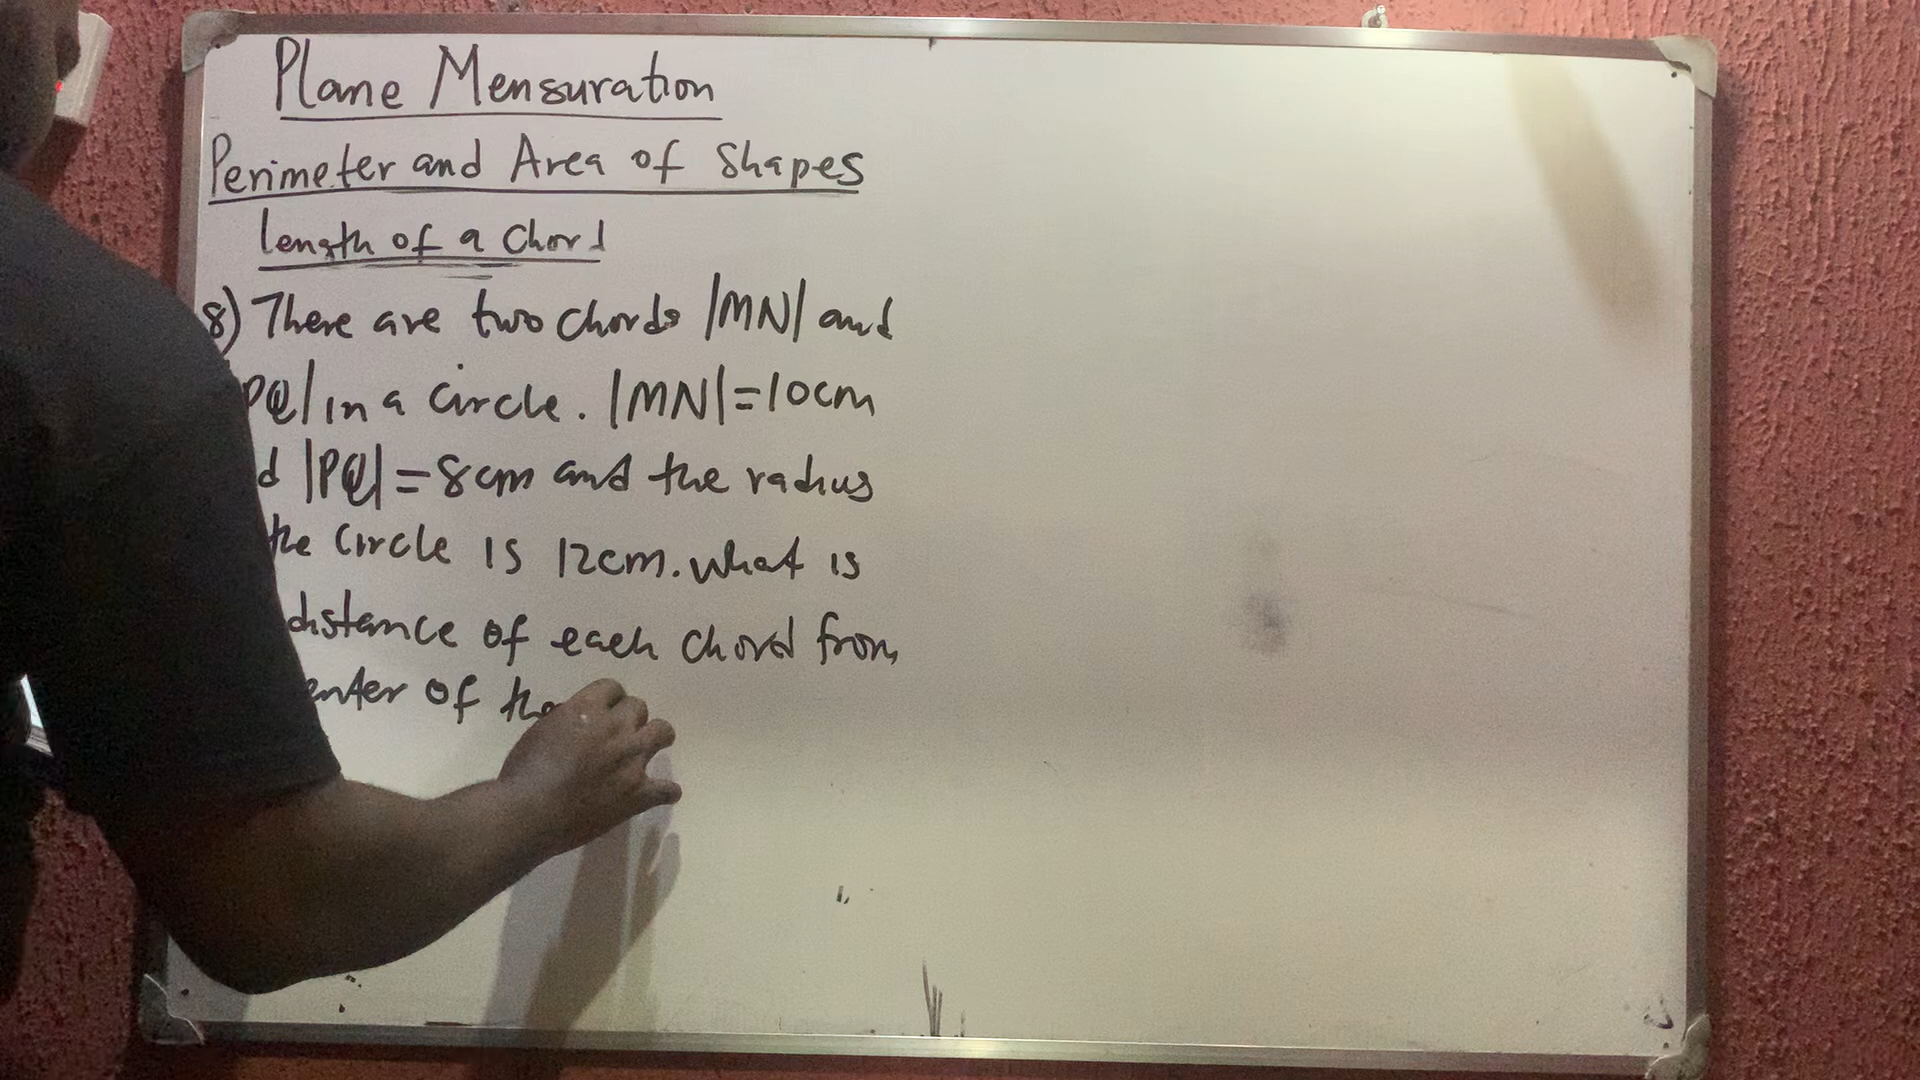 Plane Mensuration
Perimeter and Area of Shapes
Length of a Chord
8) There are two chords |MN| and
PQ| in a circle. |MN|=10cm
d |PQ|=8cm and the radius
the circle is 12cm. What is
distance of each chord from
enter of the